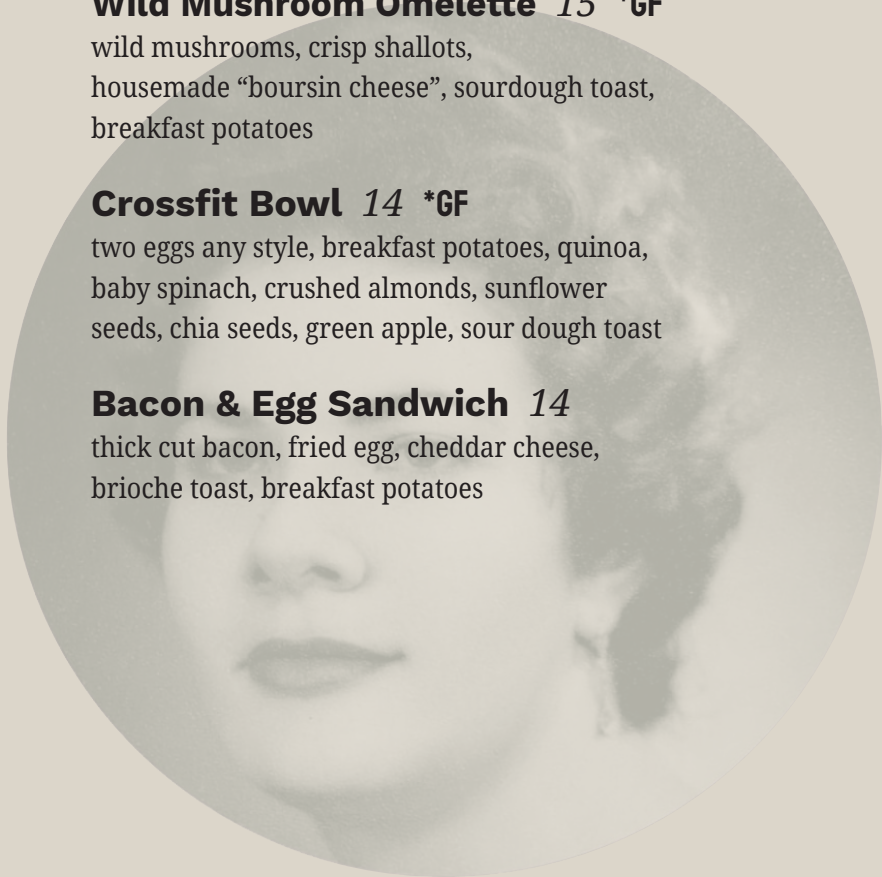 Wild Mushroom Omelette 15 *GF
wild mushrooms, crisp shallots,
housemade “boursin cheese”, sourdough toast,
breakfast potatoes
Crossfit Bowl 14 *GF
two eggs any style, breakfast potatoes, quinoa,
baby spinach, crushed almonds, sunflower
seeds, chia seeds, green apple, sour dough toast
Bacon & Egg Sandwich 14
thick cut bacon, fried egg, cheddar cheese,
brioche toast, breakfast potatoes